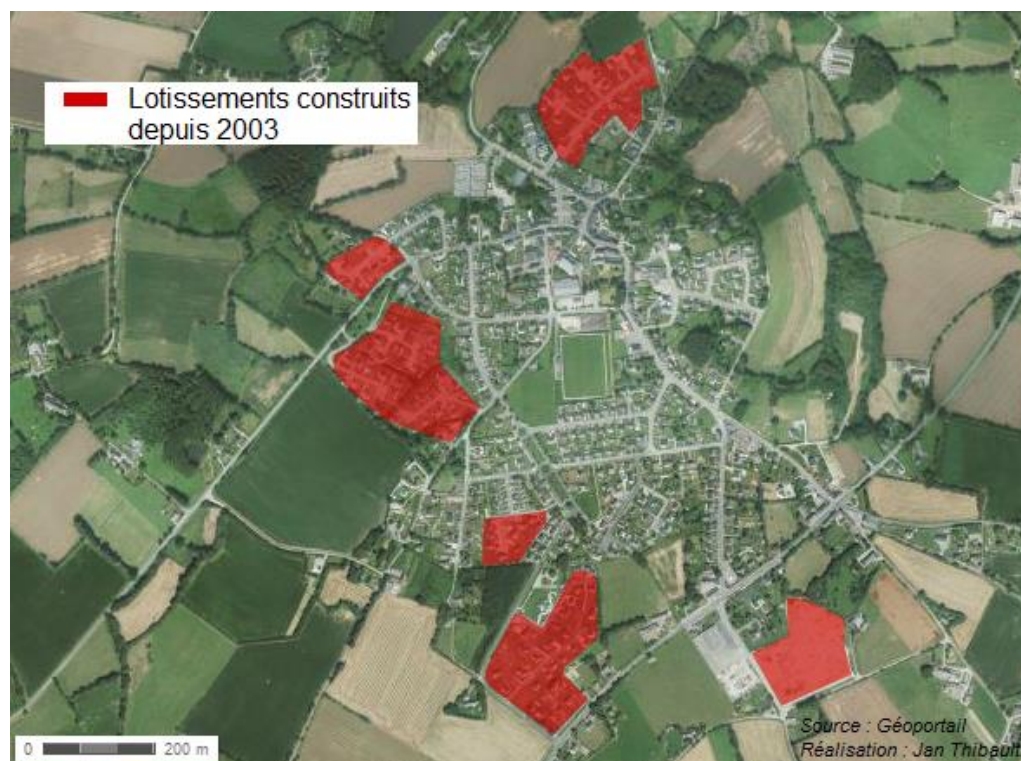 Lotissements construits
depuis 2003
0 200 m
Source : Géoportail
Réalisation : Jan Thibault